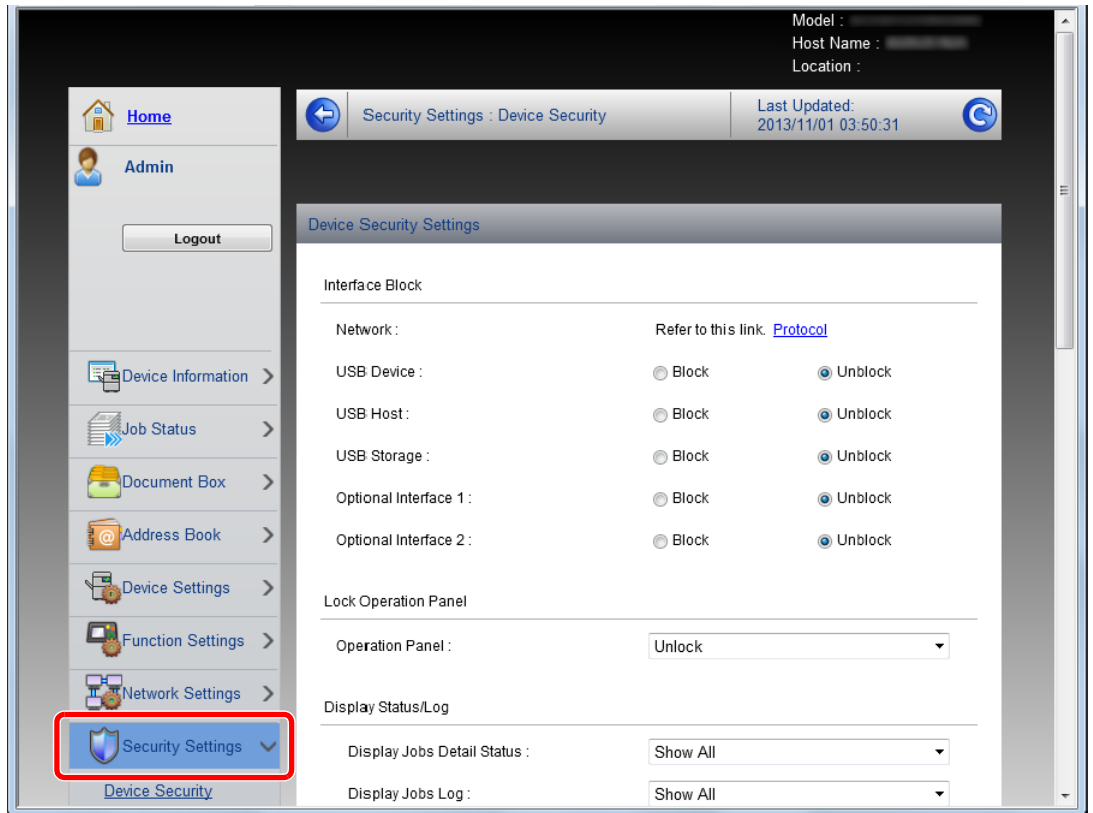 Model :
Host Name :
Location :
Home
Admin
Logout
Device Information
Job Status
Document Box
Address Book
Device Settings
Function Settings
Network Settings
Security Settings
Device Security
Security Settings : Device Security
Last Updated:
2013/11/01 03:50:31
Device Security Settings
Interface Block
Network : Refer to this link. Protocol
USB Device : Block Unblock
USB Host : Block Unblock
USB Storage : Block Unblock
Optional Interface 1 : Block Unblock
Optional Interface 2 : Block Unblock
Lock Operation Panel
Operation Panel : Unlock
Display Status/Log
Display Jobs Detail Status : Show All
Display Jobs Log : Show All